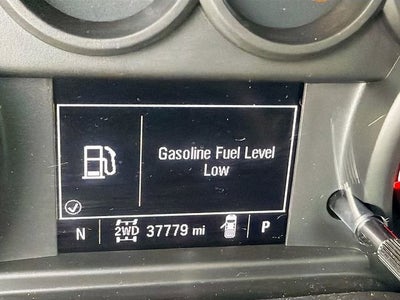 Gasoline Fuel Level
Low
N 2WD 37779 mi P